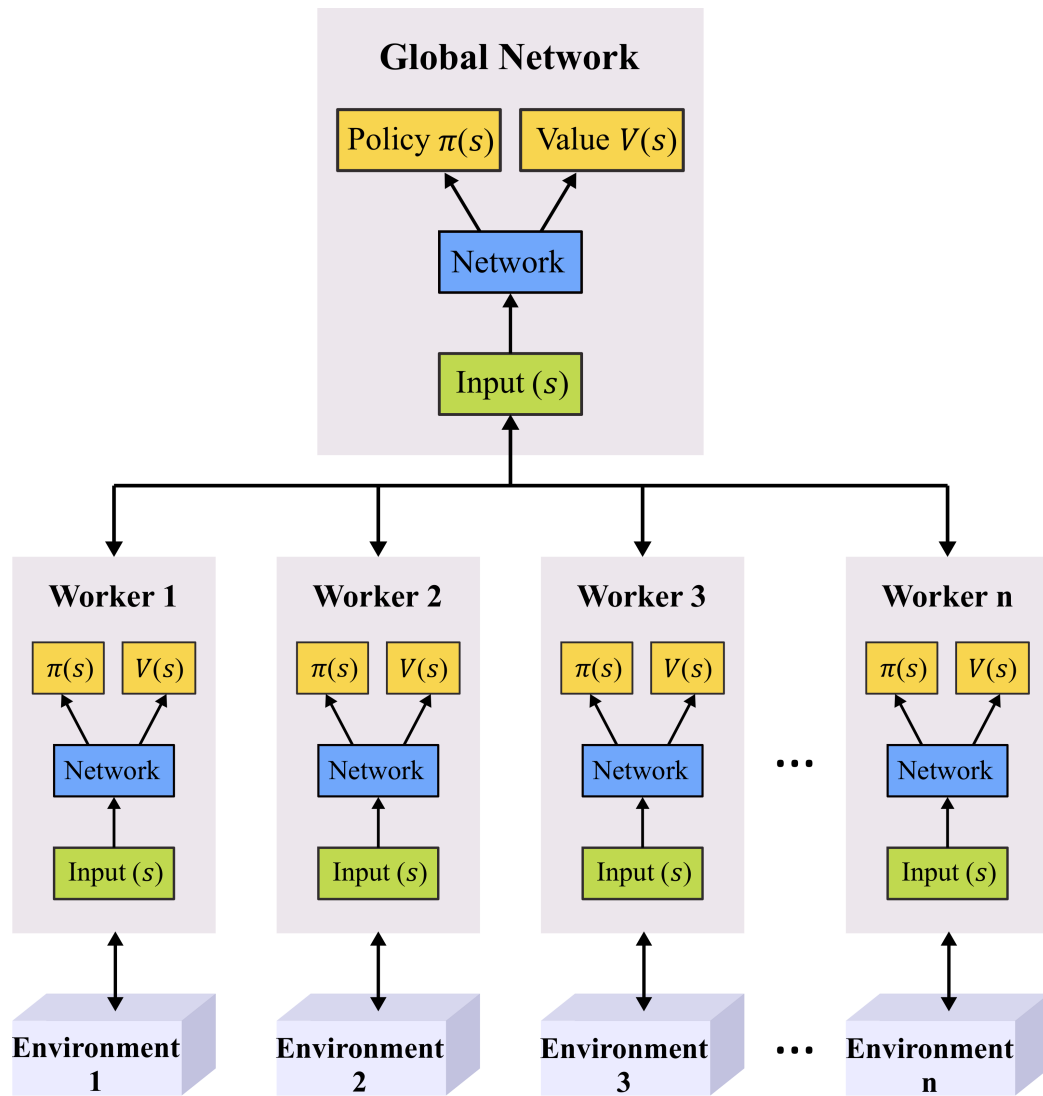 Global Network
Policy π(s) Value V(s)
Network
Input (s)
Worker 1 Worker 2 Worker 3 Worker n
π(s) V(s) π(s) V(s) π(s) V(s) π(s) V(s)
Network Network Network ... Network
Input (s) Input (s) Input (s) Input (s)
Environment Environment Environment ... Environment
1 2 3 n